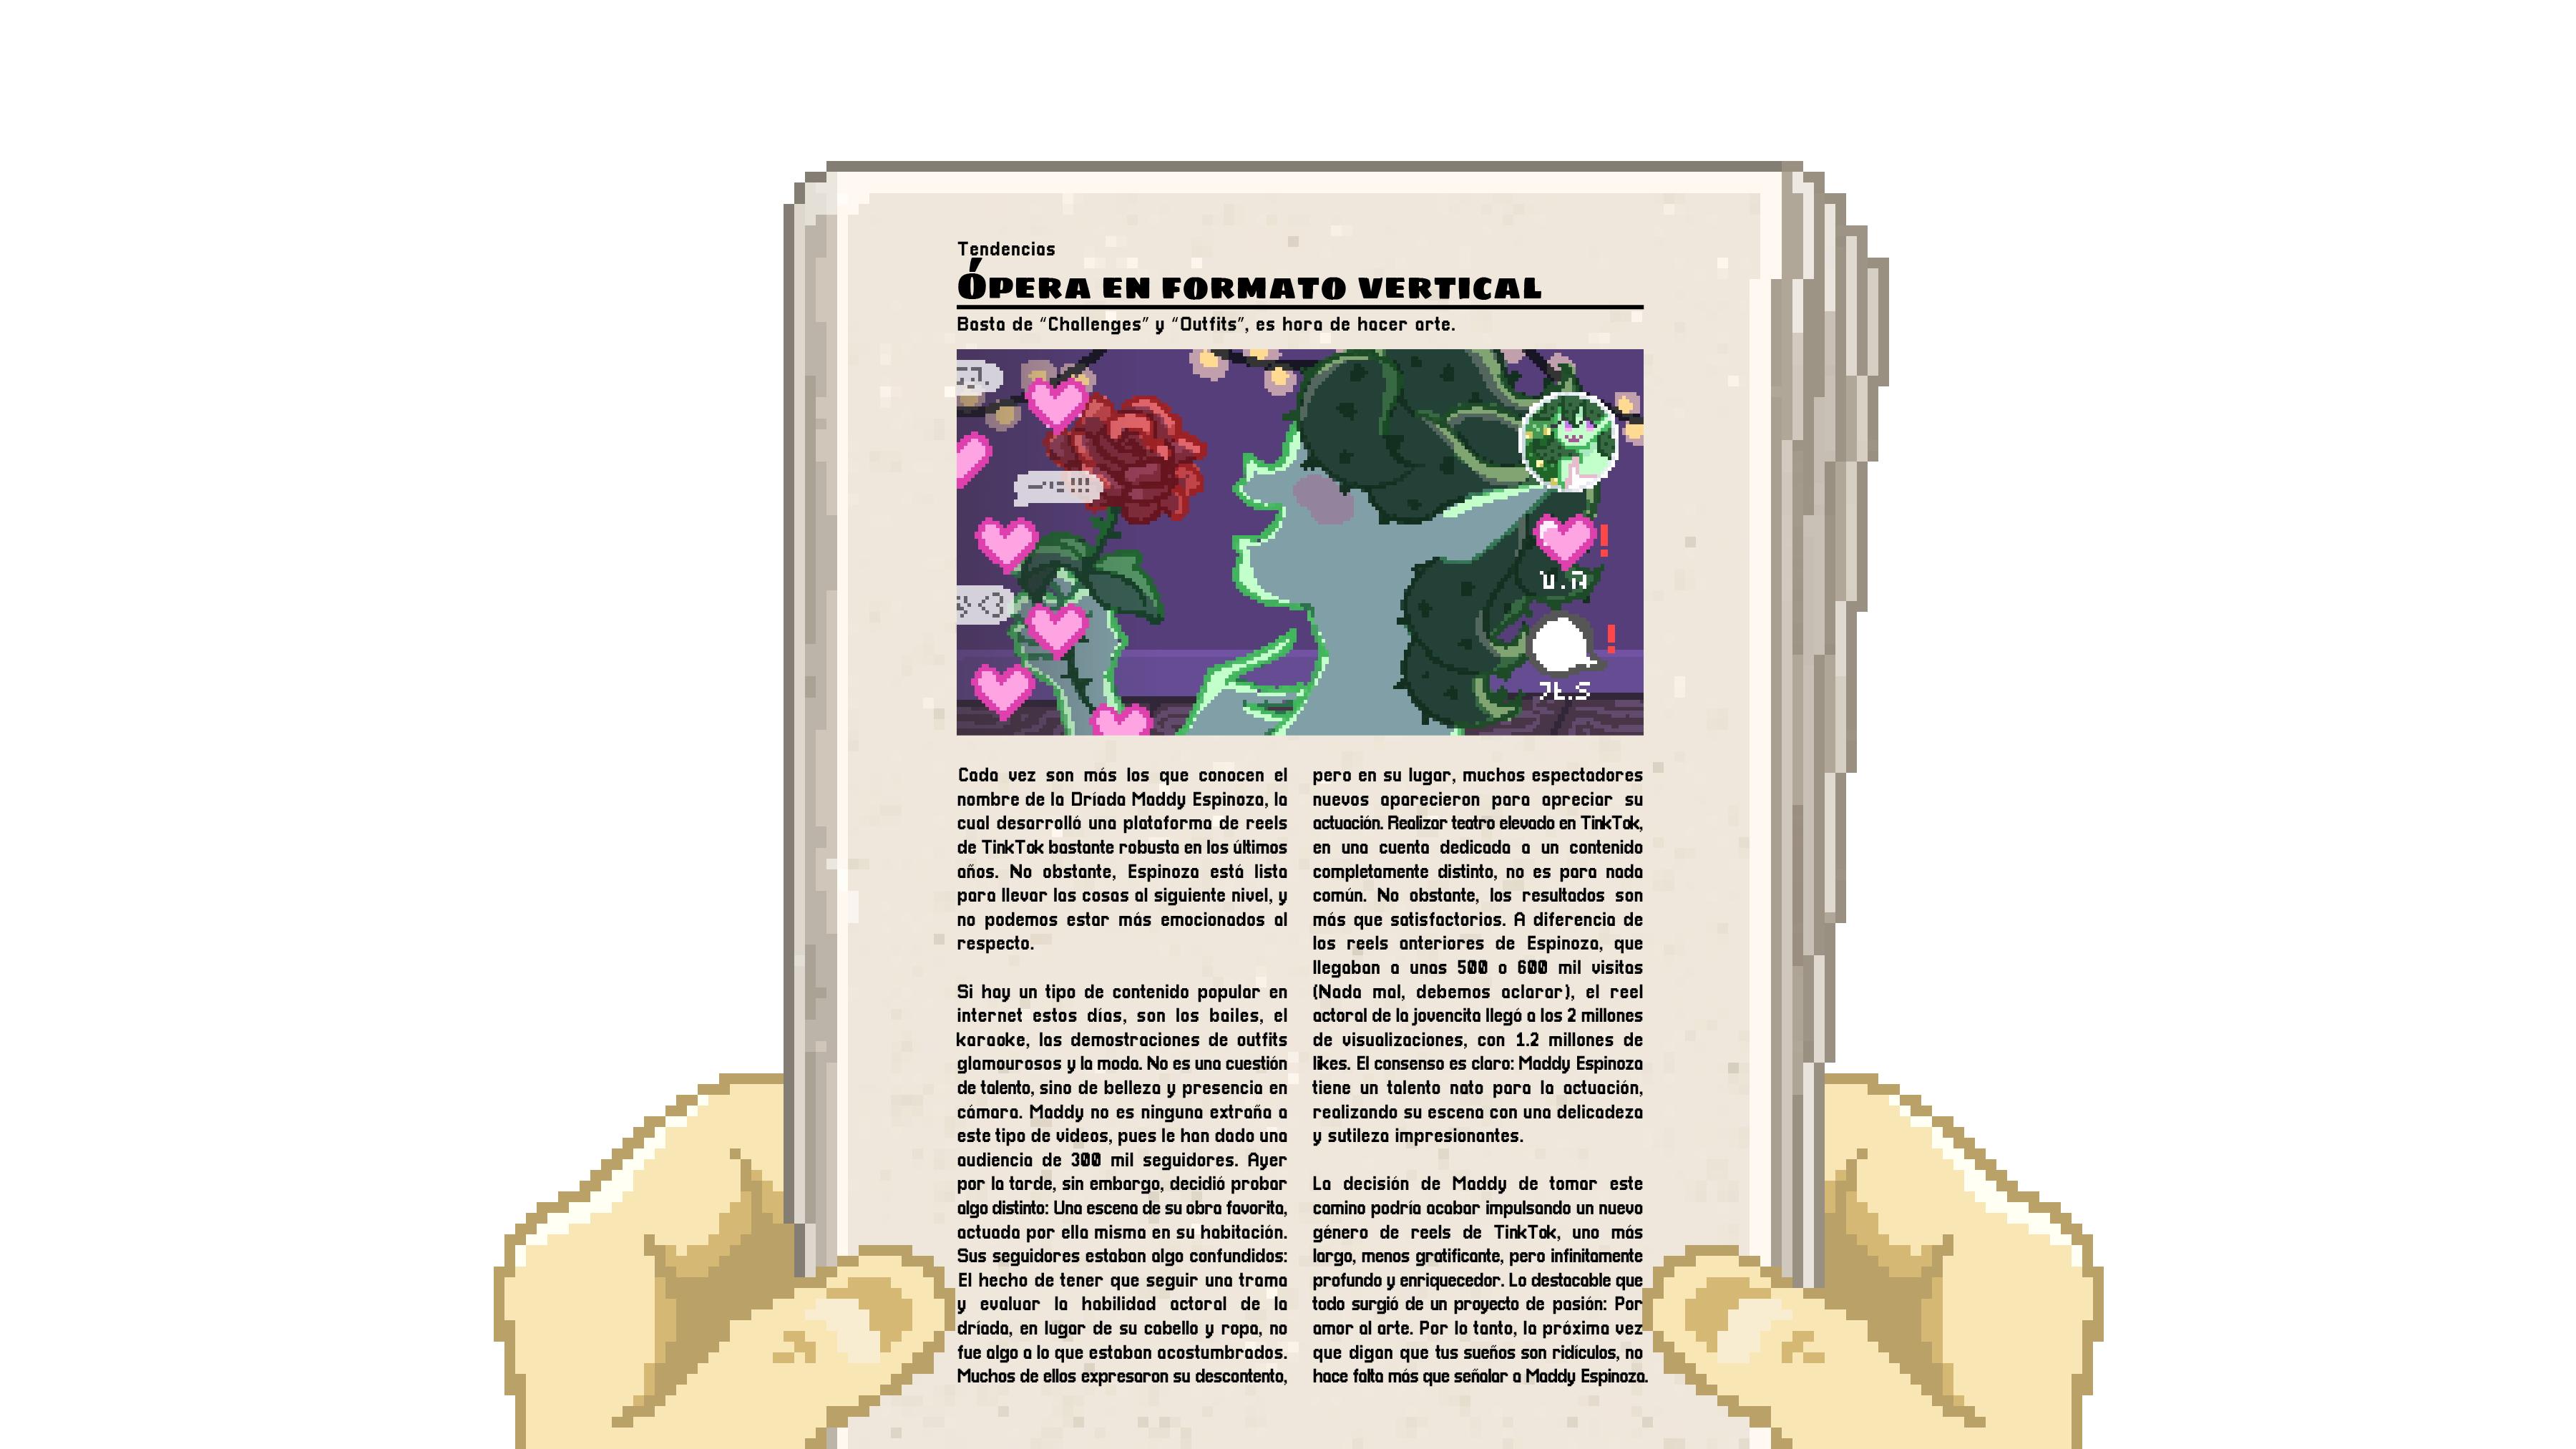 Tendencias
Ópera en formato vertical
Basta de “Challenges” y “Outfits”, es hora de hacer arte.
Cada vez son más los que conocen el
nombre de la Dríada Maddy Espinoza, la
cual desarrolló una plataforma de reels
de TinkTok bastante robusta en los últimos
años. No obstante, Espinoza está lista
para llevar las cosas al siguiente nivel, y
no podemos estar más emocionados al
respecto.
Si hay un tipo de contenido popular en
internet estos días, son los bailes, el
karaoke, las demostraciones de outfits
glamourosos y la moda. No es una cuestión
de talento, sino de belleza y presencia en
cámara. Maddy no es ninguna extraña a
este tipo de videos, pues le han dado una
audiencia de 300 mil seguidores. Ayer
por la tarde, sin embargo, decidió probar
algo distinto: Una escena de su obra favorita,
actuada por ella misma en su habitación.
Sus seguidores estaban algo confundidos:
El hecho de tener que seguir una trama
y evaluar la habilidad actoral de la
dríada, en lugar de su cabello y ropa, no
fue algo a lo que estaban acostumbrados.
Muchos de ellos expresaron su descontento,
pero en su lugar, muchos espectadores
nuevos aparecieron para apreciar su
actuación. Realizar teatro elevado en TinkTok,
en una cuenta dedicada a un contenido
completamente distinto, no es para nada
común. No obstante, los resultados son
más que satisfactorios. A diferencia de
los reels anteriores de Espinoza, que
llegaban a unas 500 o 600 mil visitas
(Nada mal, debemos aclarar), el reel
actoral de la jovencita llegó a los 2 millones
de visualizaciones, con 1.2 millones de
likes. El consenso es claro: Maddy Espinoza
tiene un talento nato para la actuación,
realizando su escena con una delicadeza
y sutileza impresionantes.
La decisión de Maddy de tomar este
camino podría acabar impulsando un nuevo
género de reels de TinkTok, uno más
largo, menos gratificante, pero infinitamente
profundo y enriquecedor. Lo destacable que
todo surgió de un proyecto de pasión: Por
amor al arte. Por lo tanto, la próxima vez
que digan que tus sueños son ridículos, no
hace falta más que señalar a Maddy Espinoza.